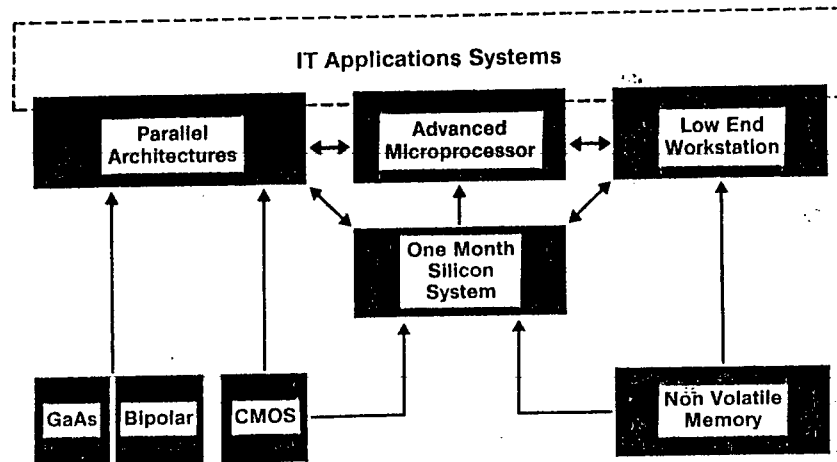 IT Applications Systems
Parallel
Architectures
Advanced
Microprocessor
Low End
Workstation
One Month
Silicon
System
GaAs
Bipolar
CMOS
Non Volatile
Memory